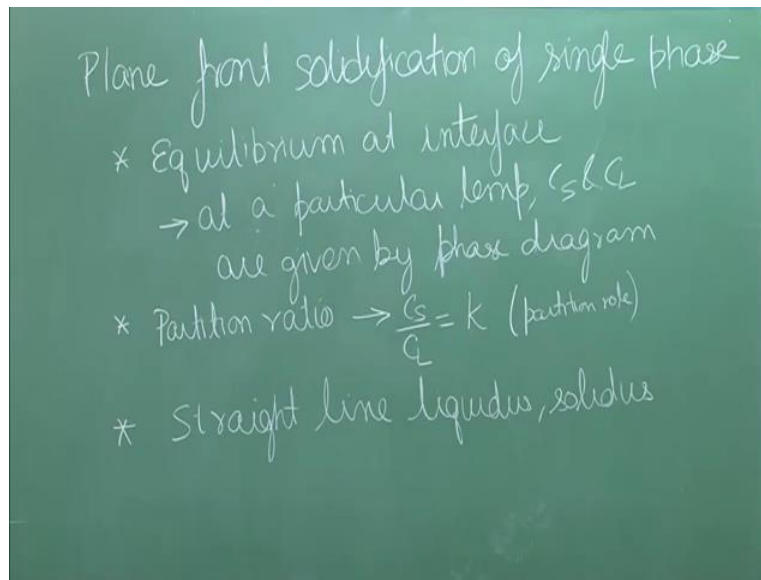 Plane front solidification of single phase
* Equilibrium at interface
→ at a particular temp, Cs & CL
are given by phase diagram
* Partition ratio → Cs/CL = k (partition role)
* Straight line liquidus, solidus